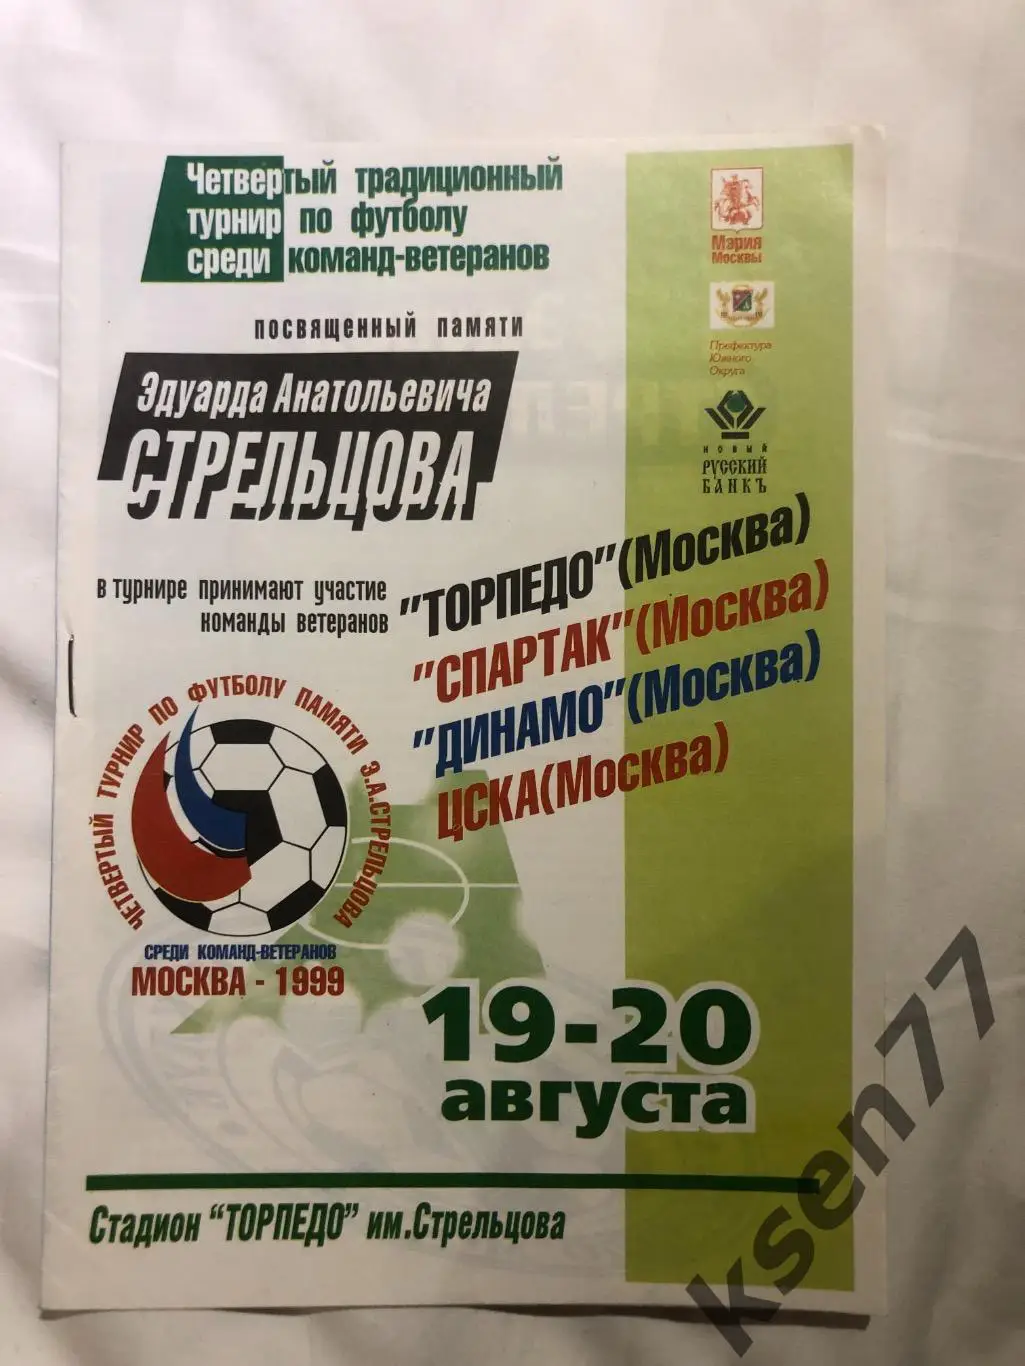 Четвертый традиционный
турнир по футболу
среди команд-ветеранов
посвященный памяти
Эдуарда Анатольевича
СТРЕЛЬЦОВА
Мэрия
Москвы
Префектура
Южного
Округа
НОВЫЙ
РУССКИЙ
БАНКЪ
в турнире принимают участие
команды ветеранов
"ТОРПЕДО"(Москва)
"СПАРТАК"(Москва)
"ДИНАМО"(Москва)
ЦСКА(Москва)
ЧЕТВЕРТЫЙ ТУРНИР ПО ФУТБОЛУ ПАМЯТИ Э.А.СТРЕЛЬЦОВА
СРЕДИ КОМАНД-ВЕТЕРАНОВ
МОСКВА - 1999
19-20
августа
Стадион "ТОРПЕДО" им.Стрельцова
ksen77